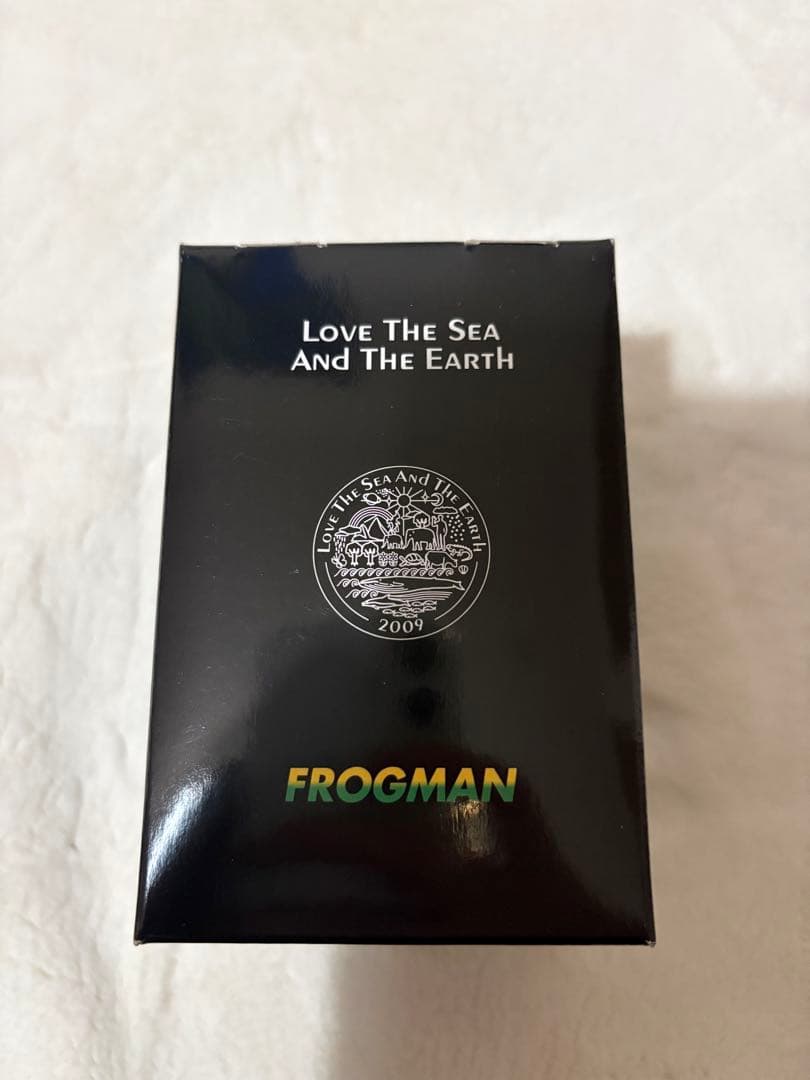 LOVE THE SEA
AND THE EARTH
LOVE THE SEA AND THE EARTH
2009
FROGMAN